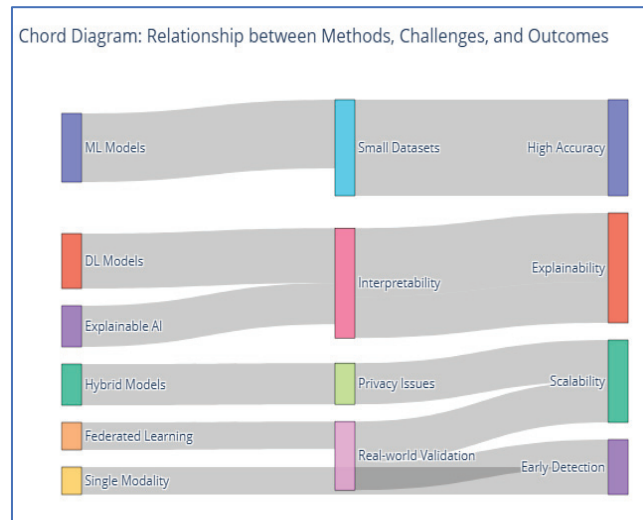 Chord Diagram: Relationship between Methods, Challenges, and Outcomes
ML Models
Small Datasets
High Accuracy
DL Models
Interpretability
Explainability
Explainable AI
Hybrid Models
Privacy Issues
Scalability
Federated Learning
Real-world Validation
Single Modality
Early Detection